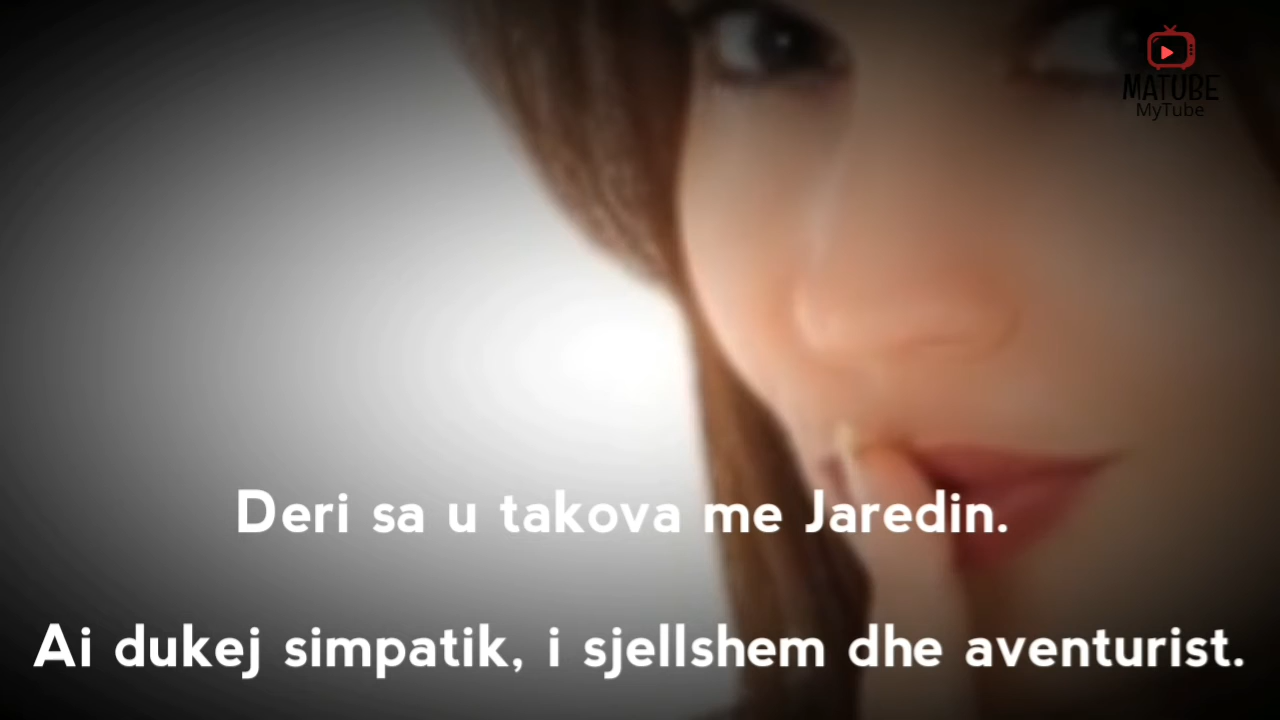 MATUBE
MyTube
Deri sa u takova me Jaredin.
Ai dukej simpatik, i sjellshem dhe aventurist.